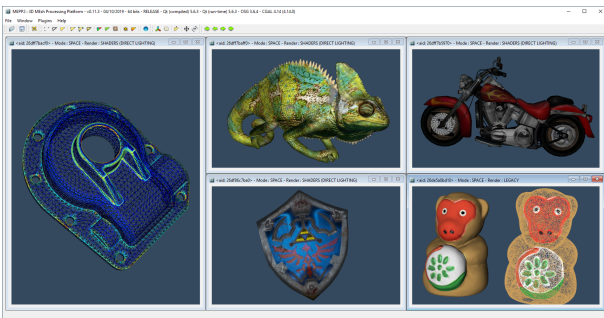 MEPP2 : 3D MEsh Processing Platform - v0.11.3 - 04/10/2019 - 64 bits - RELEASE - Qt (compiled) 5.6.3 - Qt (run-time) 5.6.3 - OSG 3.6.4 - CGAL 4.14 (4.14.0)
File Window Plugins Help
- Mode : SPACE - Render : SHADERS (DIRECT LIGHTING)
- Mode : SPACE - Render : SHADERS (DIRECT LIGHTING)
- Mode : SPACE - Render : SHADERS (DIRECT LIGHTING)
- Mode : SPACE - Render : SHADERS (DIRECT LIGHTING)
- Mode : SPACE - Render : LEGACY